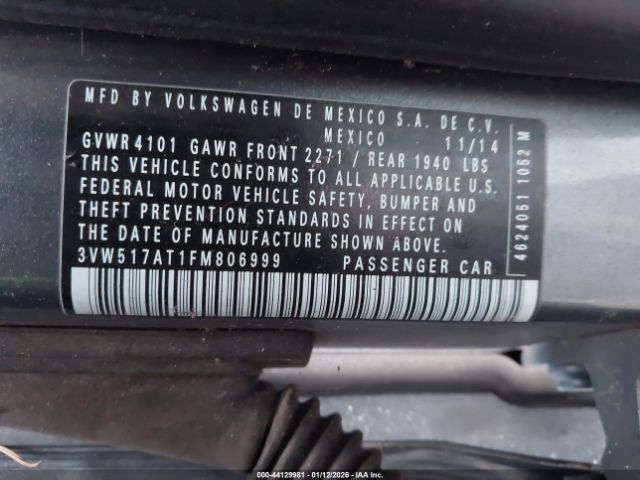 MFD BY VOLKSWAGEN DE MEXICO S.A. DE C.V.
MEXICO 11/14
GVWR 4101 GAWR FRONT 2271 / REAR 1940 LBS
THIS VEHICLE CONFORMS TO ALL APPLICABLE U.S.
FEDERAL MOTOR VEHICLE SAFETY, BUMPER AND
THEFT PREVENTION STANDARDS IN EFFECT ON
THE DATE OF MANUFACTURE SHOWN ABOVE.
3VW517AT1FM806999 PASSENGER CAR
4624051 1052 M
000-44129981 - 01/12/2026 - IAA Inc.